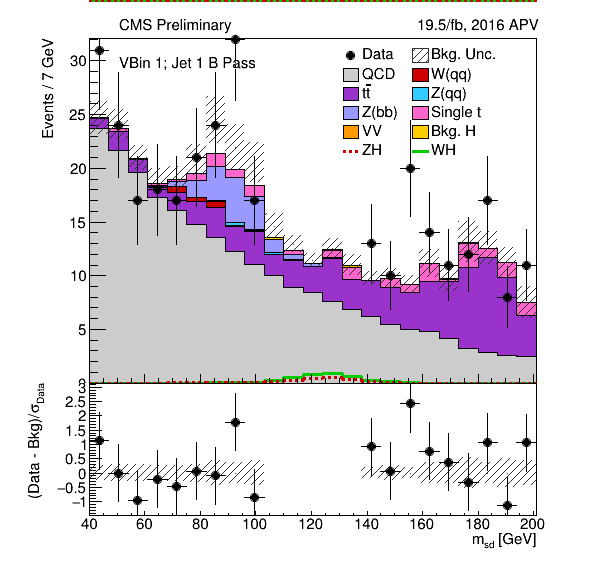 CMS Preliminary 19.5/fb, 2016 APV
VBin 1; Jet 1 B Pass
Data Bkg. Unc.
QCD W(qq)
tt̄ Z(qq)
Z(bb) Single t
VV Bkg. H
ZH WH
Events / 7 GeV
30
25
20
15
10
5
3
2.5
2
1.5
1
0.5
0
−0.5
−1
(Data - Bkg)/σData
40 60 80 100 120 140 160 180 200
msd [GeV]